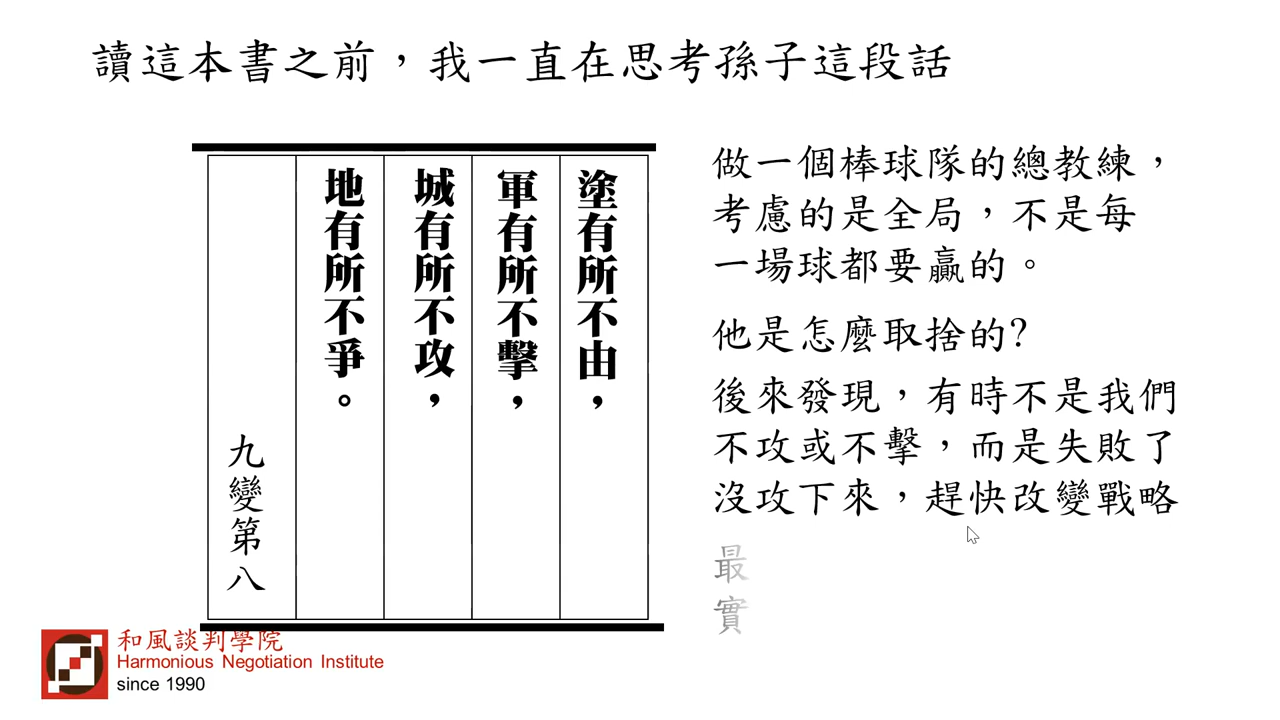 讀這本書之前，我一直在思考孫子這段話
塗有所不由，
軍有所不擊，
城有所不攻，
地有所不爭。
九變第八
做一個棒球隊的總教練，
考慮的是全局，不是每
一場球都要贏的。
他是怎麼取捨的?
後來發現，有時不是我們
不攻或不擊，而是失敗了
沒攻下來，趕快改變戰略
最
實
和風談判學院
Harmonious Negotiation Institute
since 1990